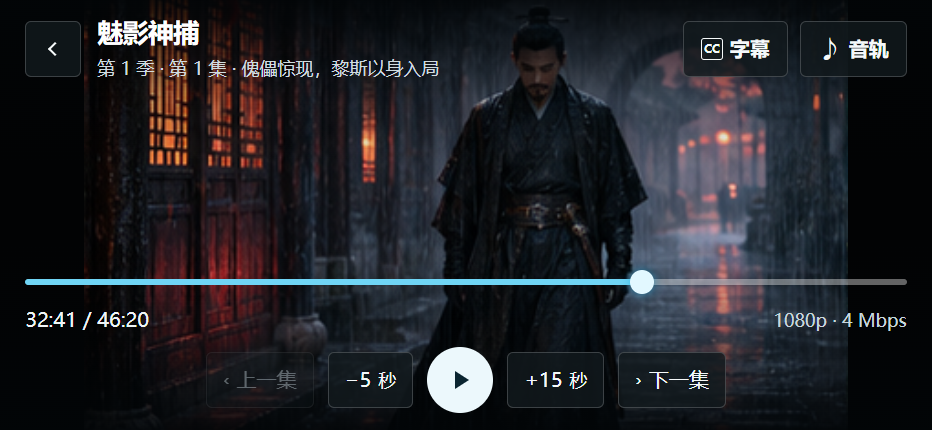 魅影神捕
第 1 季 · 第 1 集 · 傀儡惊现，黎斯以身入局
CC 字幕
♪ 音轨
32:41 / 46:20
1080p · 4 Mbps
‹ 上一集
−5 秒
+15 秒
› 下一集